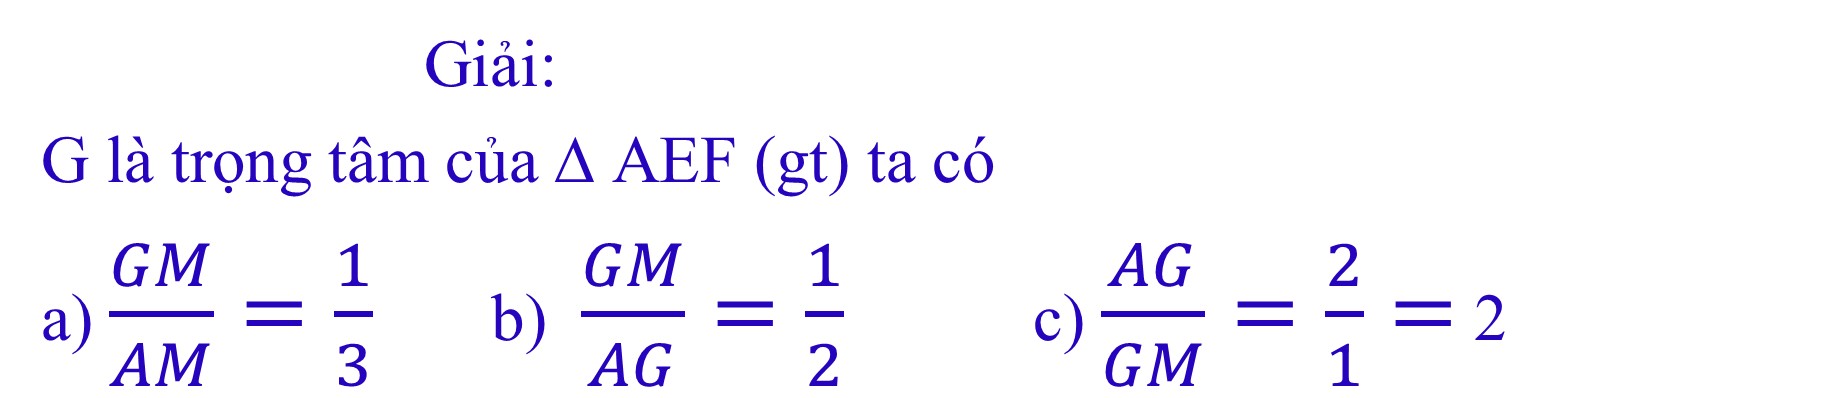 Giải:
G là trọng tâm của Δ AEF (gt) ta có
a) GM/AM = 1/3 b) GM/AG = 1/2 c) AG/GM = 2/1 = 2